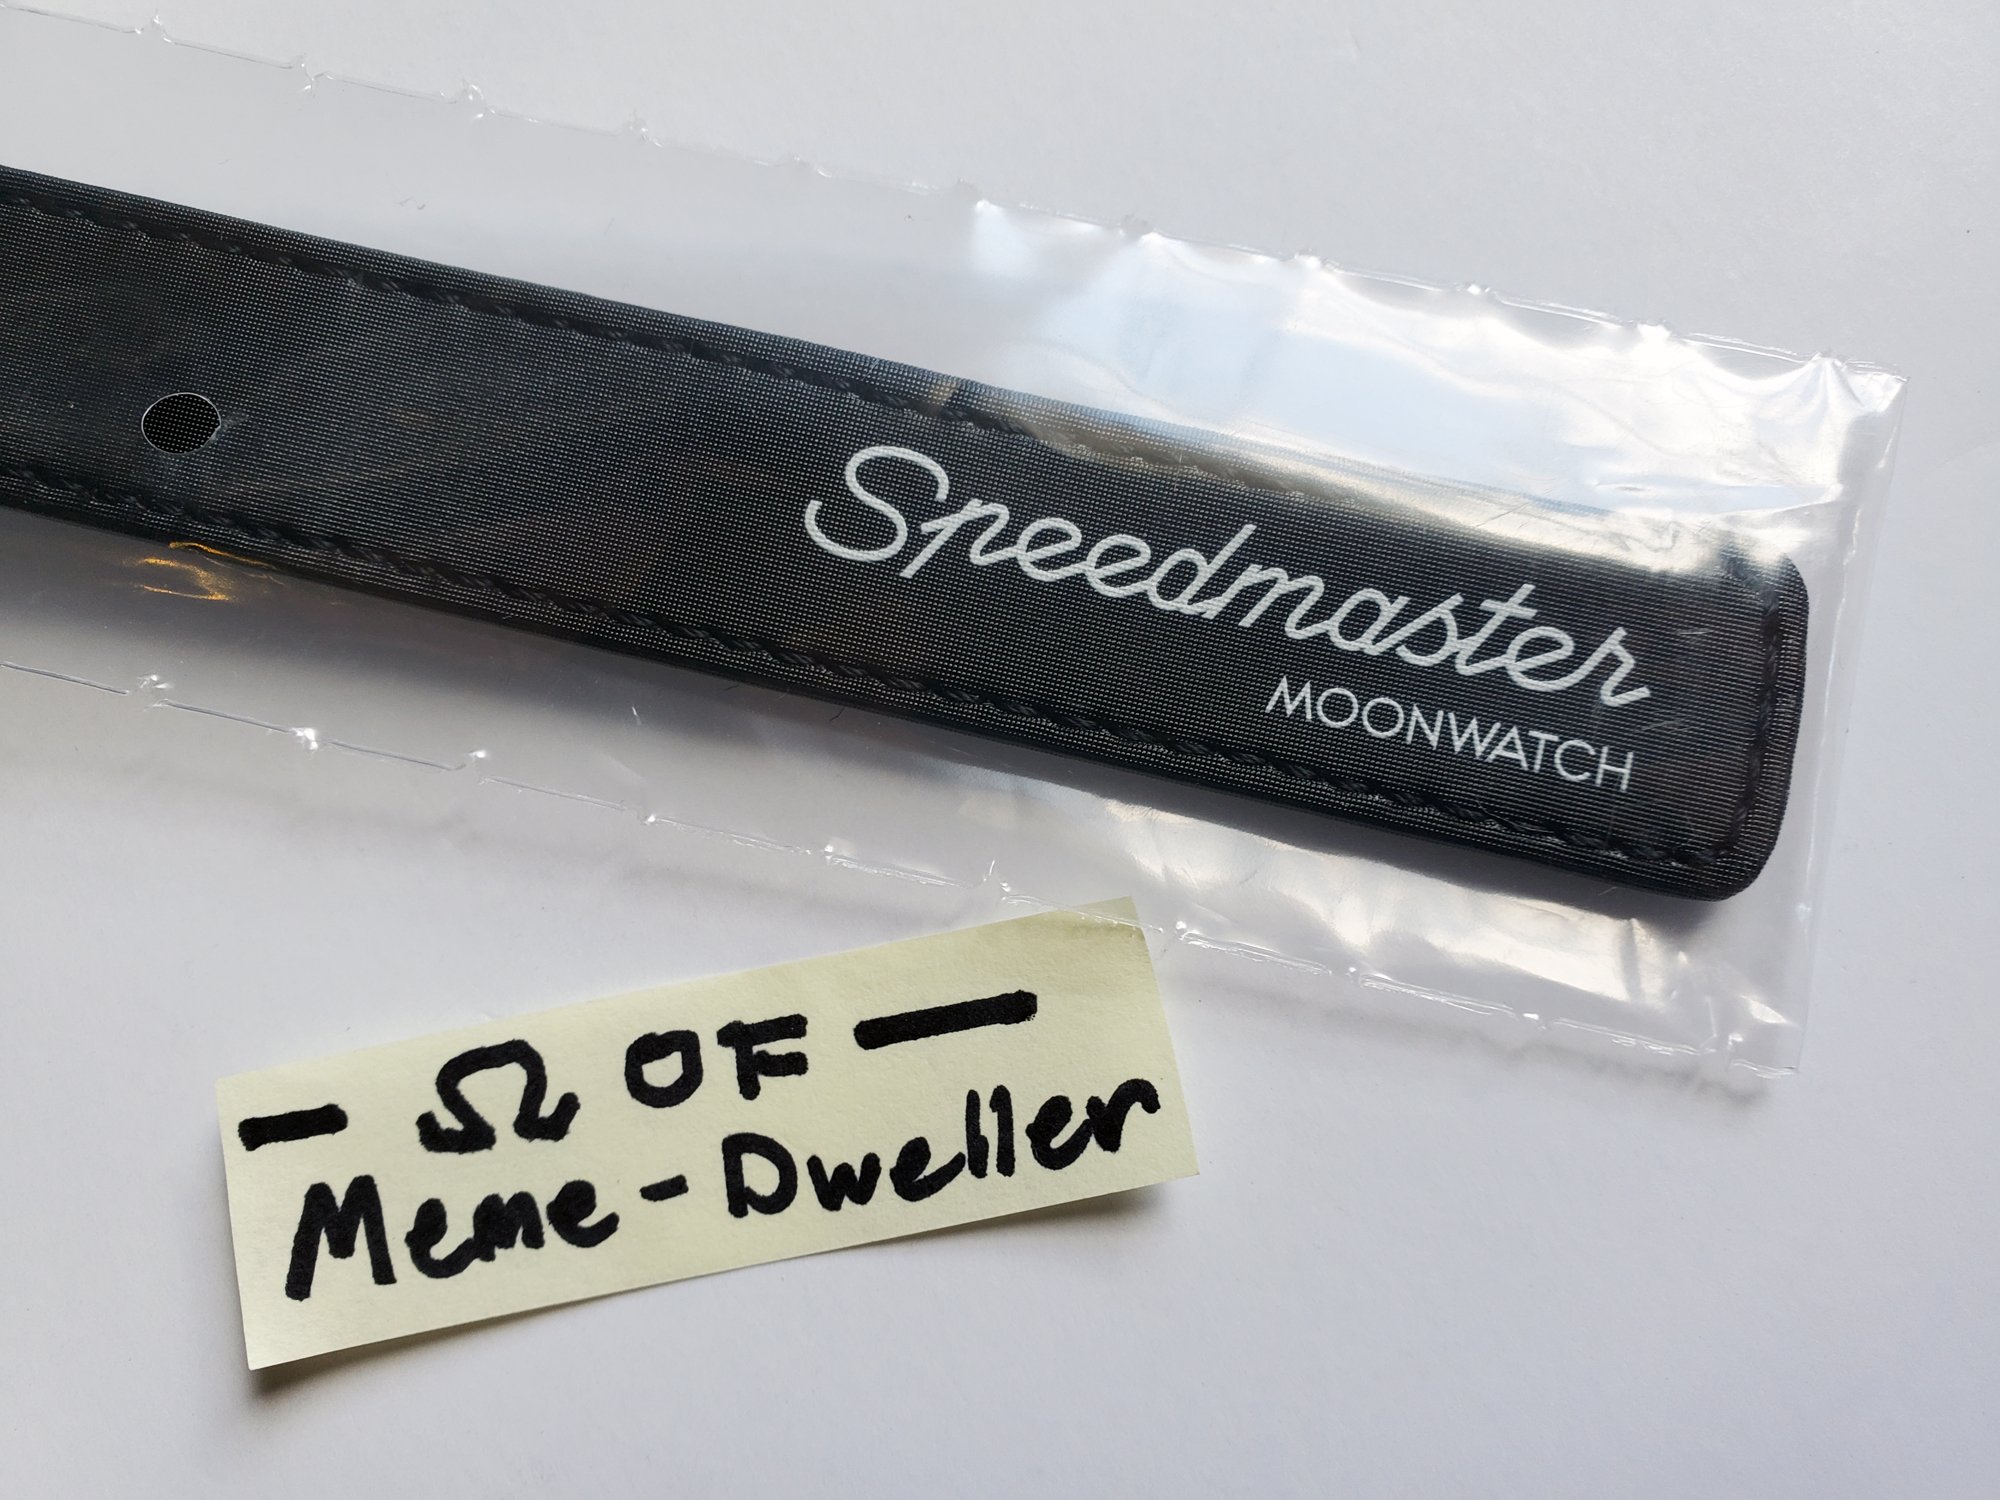 Speedmaster
MOONWATCH
- Ω OF -
Meme-Dweller